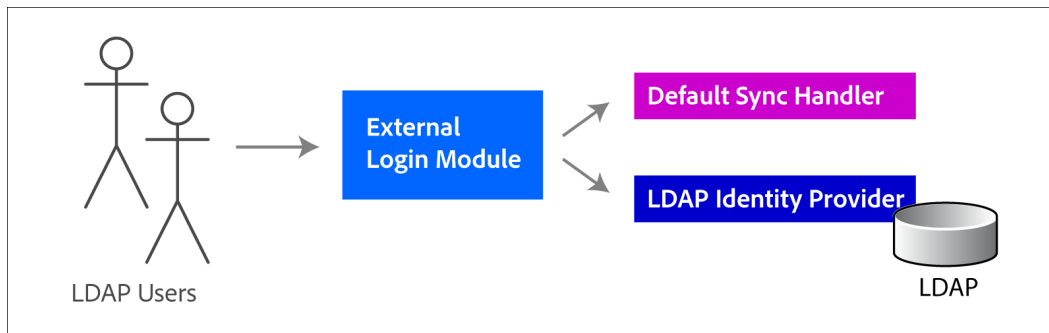 LDAP Users
External
Login Module
Default Sync Handler
LDAP Identity Provider
LDAP